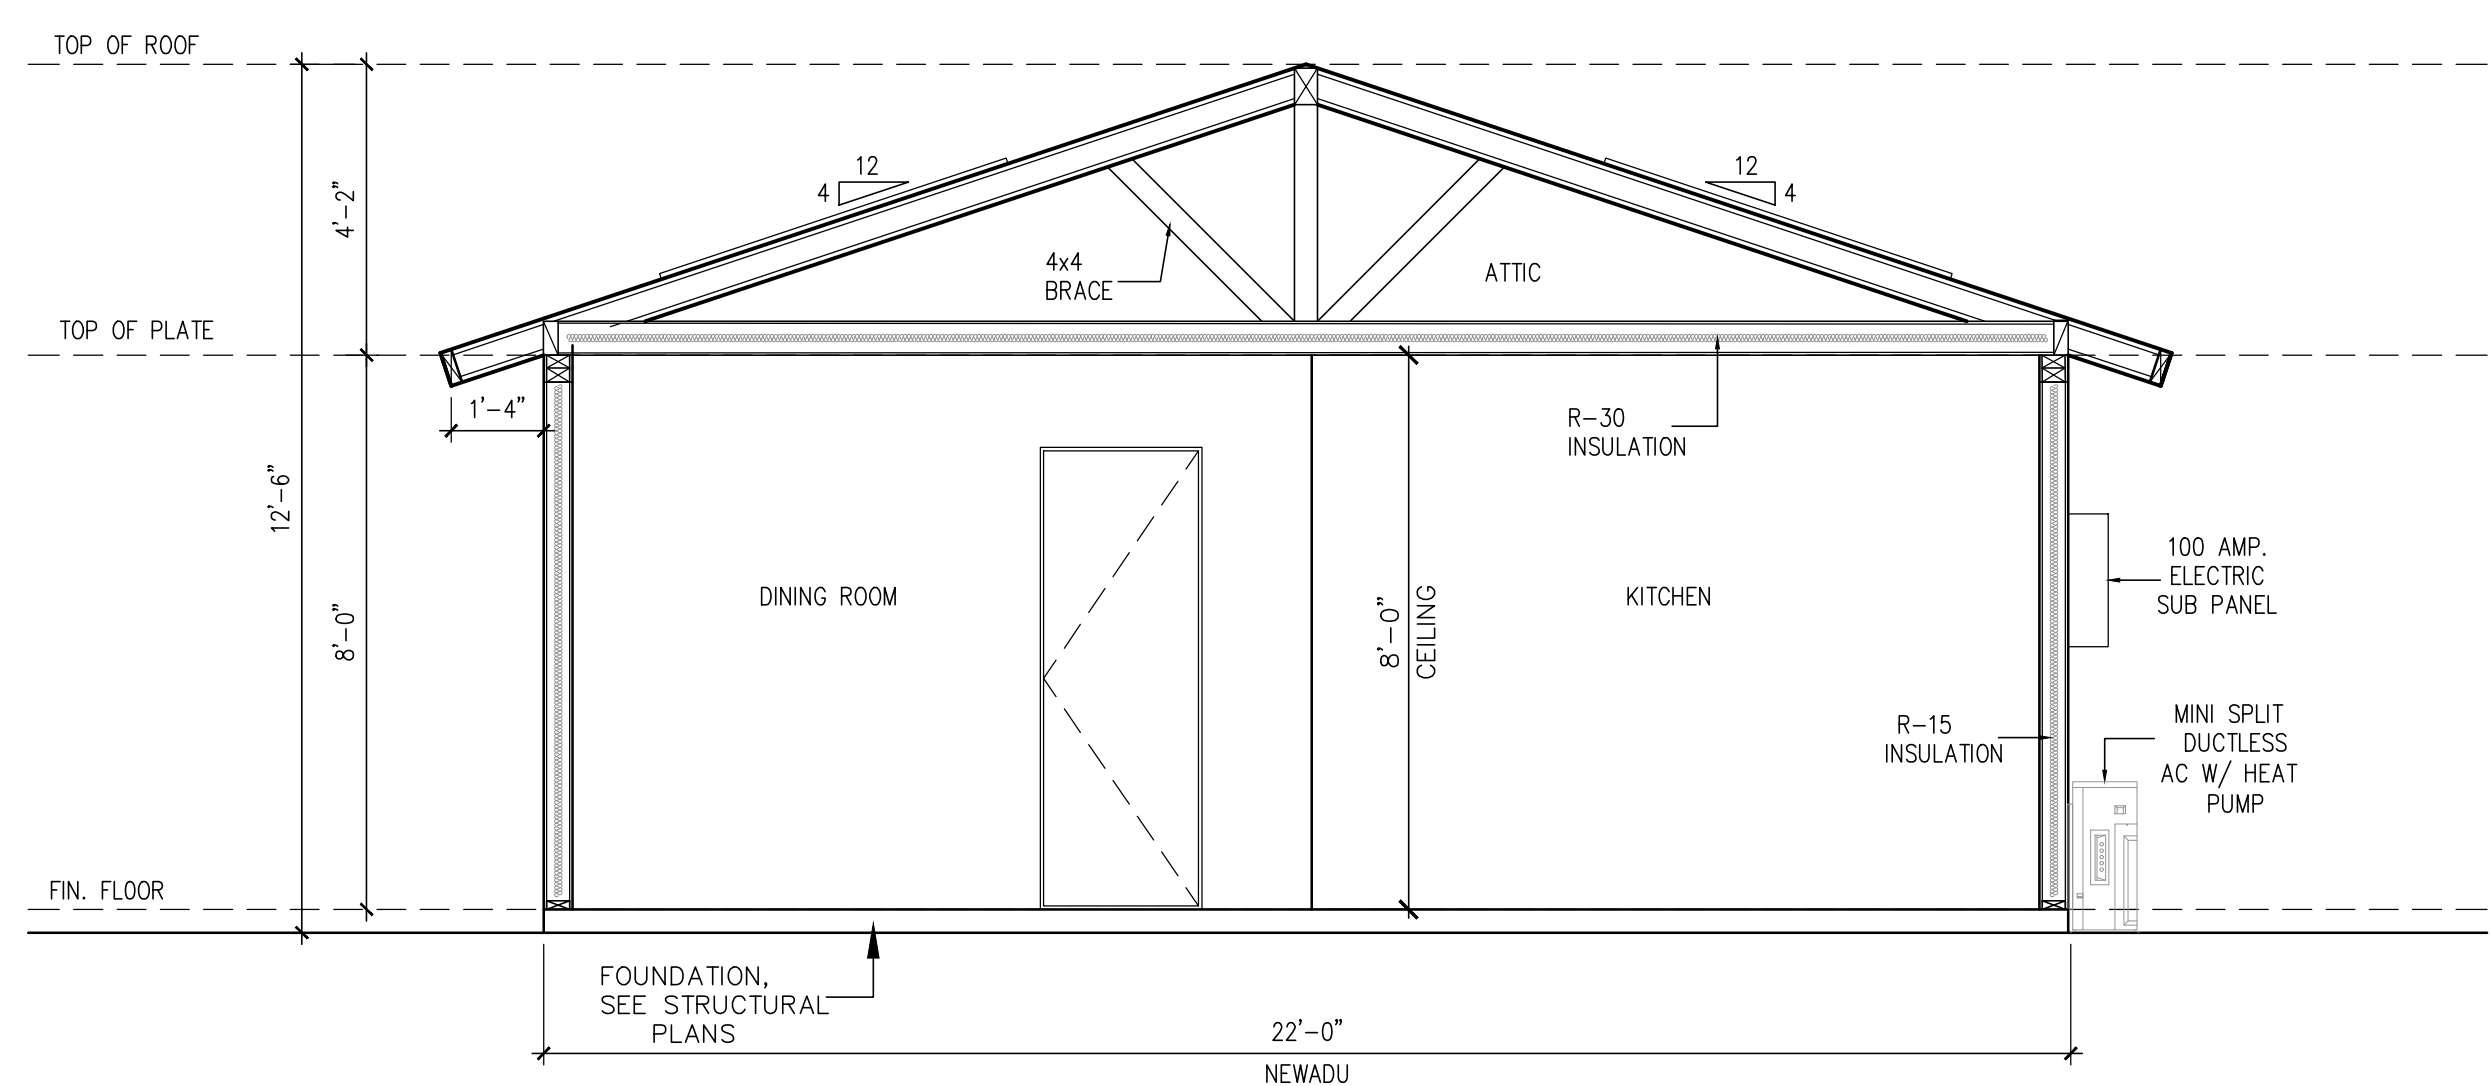 TOP OF ROOF
12
4
12
4
4'-2"
4x4
BRACE
ATTIC
TOP OF PLATE
1'-4"
R-30
INSULATION
12'-6"
100 AMP.
ELECTRIC
SUB PANEL
DINING ROOM
8'-0"
CEILING
KITCHEN
8'-0"
R-15
INSULATION
MINI SPLIT
DUCTLESS
AC W/ HEAT
PUMP
FIN. FLOOR
FOUNDATION,
SEE STRUCTURAL
PLANS
22'-0"
NEWADU